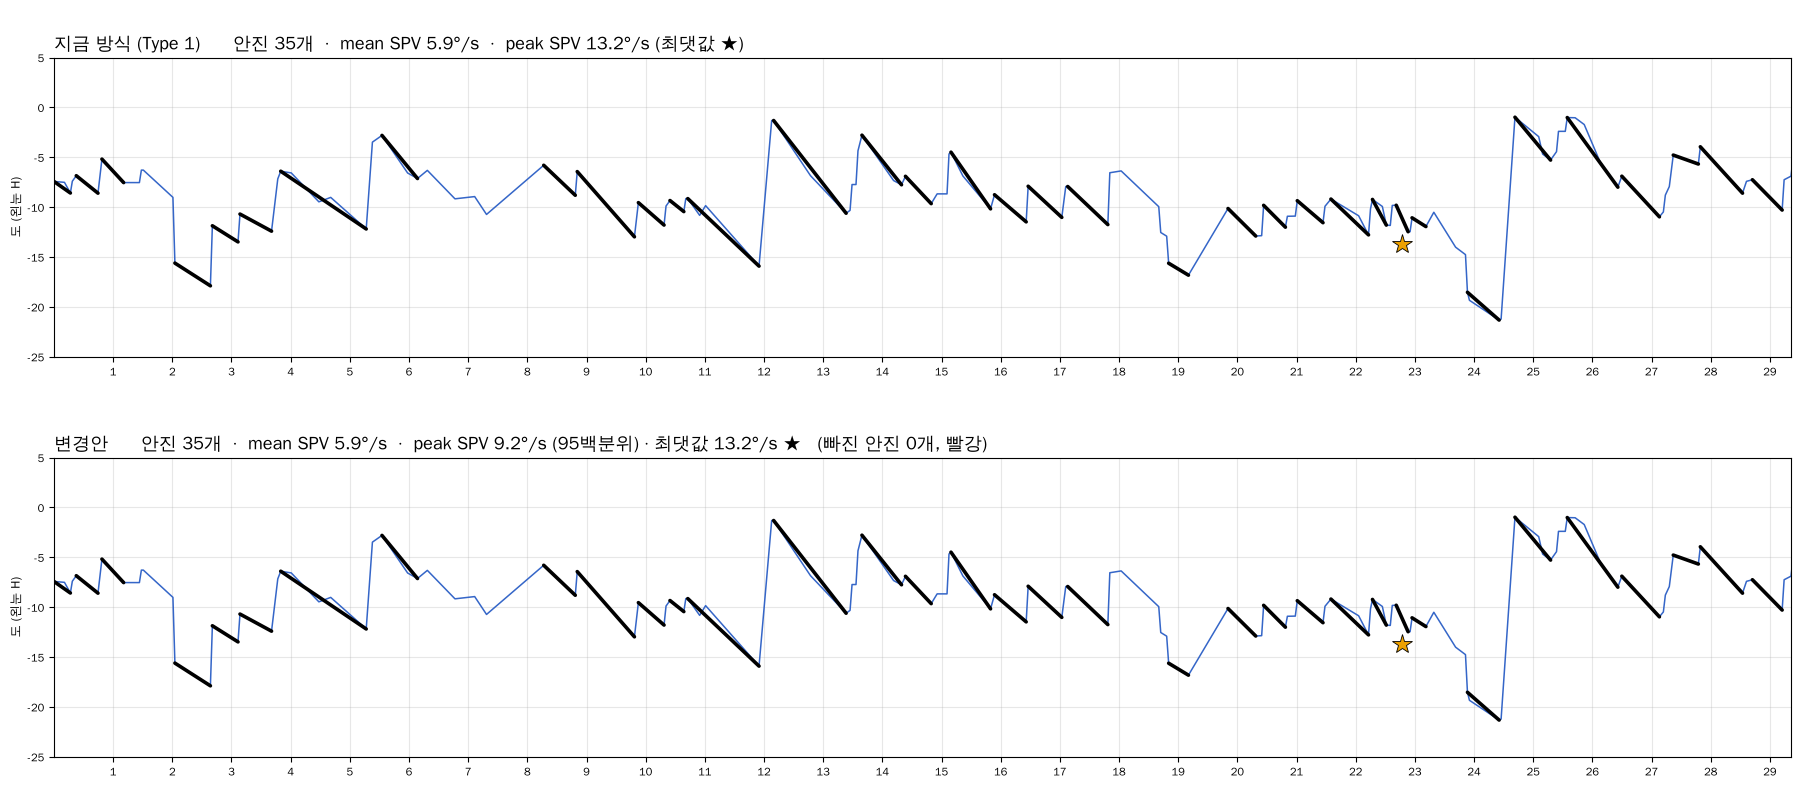 지금 방식 (Type 1) 안진 35개 · mean SPV 5.9°/s · peak SPV 13.2°/s (최댓값 ★)
5
0
-5
-10
-15
-20
-25
도 (왼눈 H)
1 2 3 4 5 6 7 8 9 10 11 12 13 14 15 16 17 18 19 20 21 22 23 24 25 26 27 28 29
변경안 안진 35개 · mean SPV 5.9°/s · peak SPV 9.2°/s (95백분위) · 최댓값 13.2°/s ★ (빠진 안진 0개, 빨강)
5
0
-5
-10
-15
-20
-25
도 (왼눈 H)
1 2 3 4 5 6 7 8 9 10 11 12 13 14 15 16 17 18 19 20 21 22 23 24 25 26 27 28 29